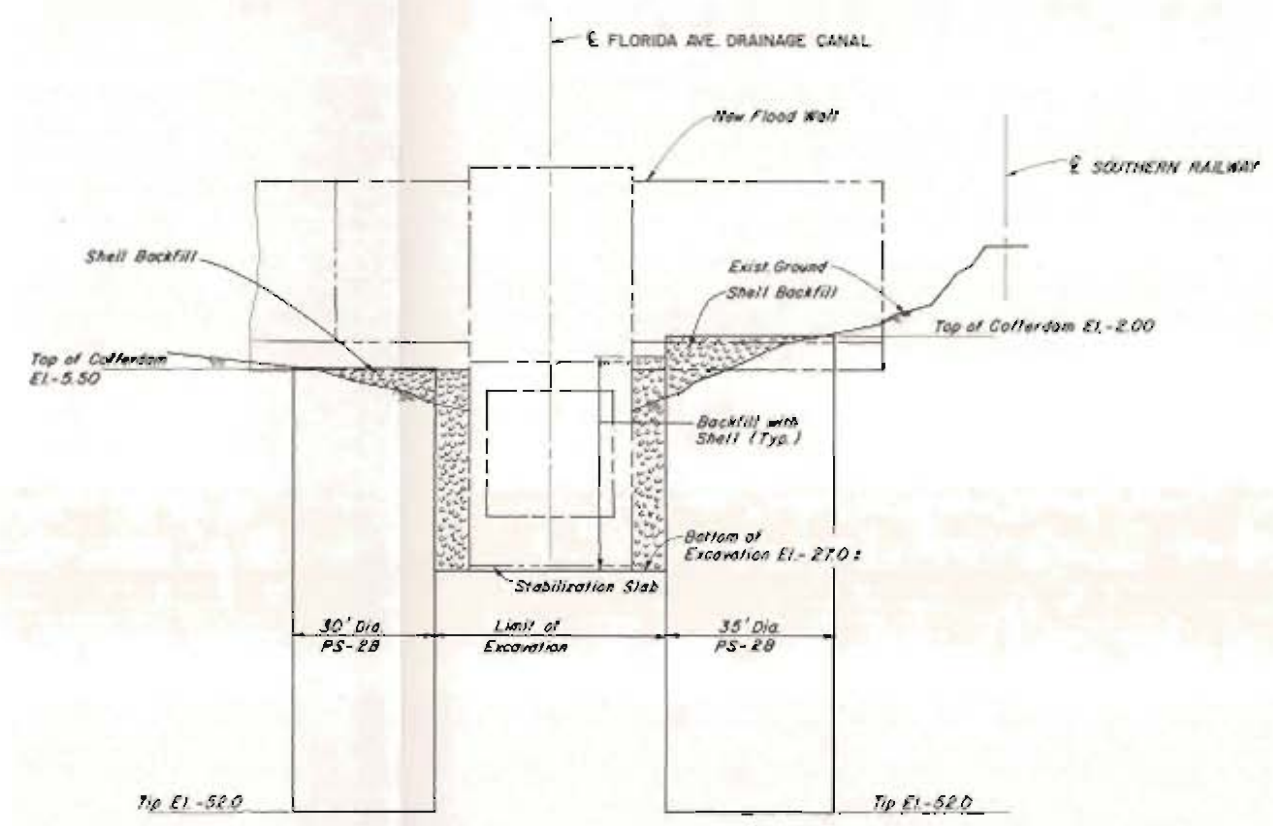 ℄ FLORIDA AVE. DRAINAGE CANAL
New Flood Wall
℄ SOUTHERN RAILWAY
Shell Backfill
Exist. Ground
Shell Backfill
Top of Cofferdam El.-2.00
Top of Cofferdam
El.-5.50
Backfill with
Shell (Typ.)
Bottom of
Excavation El.-27.0±
Stabilization Slab
30' Dia.
PS-28
Limit of
Excavation
35' Dia.
PS-28
Tip El.-52.0
Tip El.-52.0